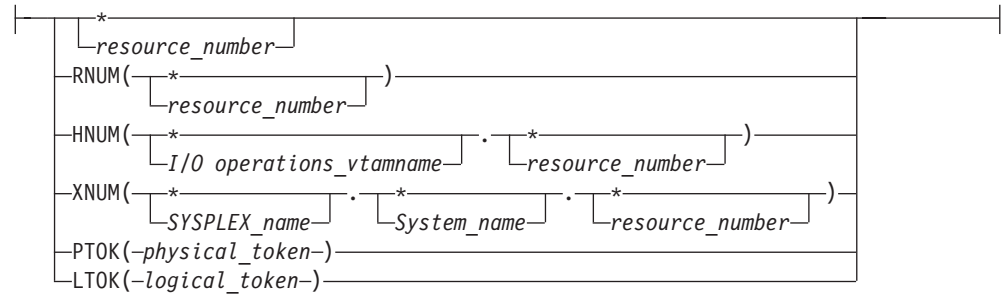 *
resource_number
RNUM( * )
resource_number
HNUM( * . * )
I/O operations_vtamname resource_number
XNUM( * . * . * )
SYSPLEX_name System_name resource_number
PTOK(physical_token)
LTOK(logical_token)